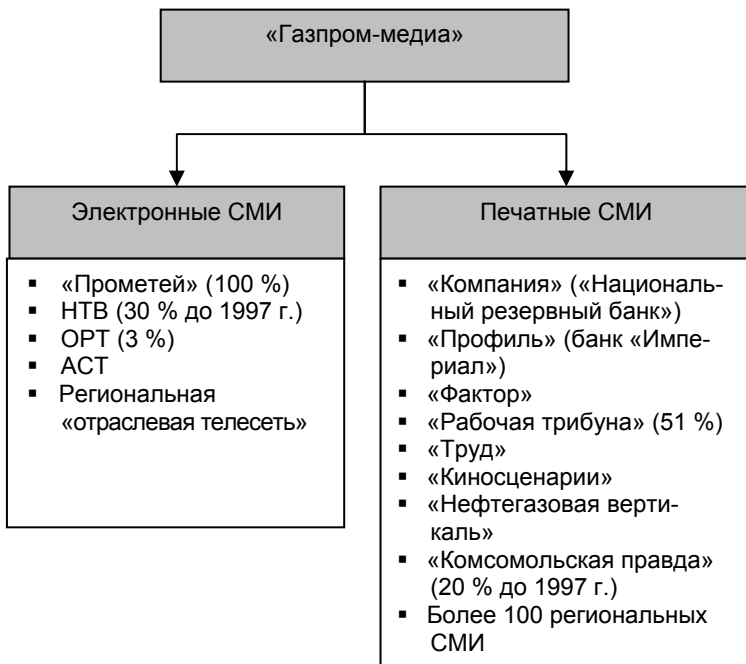 «Газпром-медиа»
Электронные СМИ
▪ «Прометей» (100 %)
▪ НТВ (30 % до 1997 г.)
▪ ОРТ (3 %)
▪ АСТ
▪ Региональная
«отраслевая телесеть»
Печатные СМИ
▪ «Компания» («Националь-
ный резервный банк»)
▪ «Профиль» (банк «Импе-
риал»)
▪ «Фактор»
▪ «Рабочая трибуна» (51 %)
▪ «Труд»
▪ «Киносценарии»
▪ «Нефтегазовая верти-
каль»
▪ «Комсомольская правда»
(20 % до 1997 г.)
▪ Более 100 региональных
СМИ